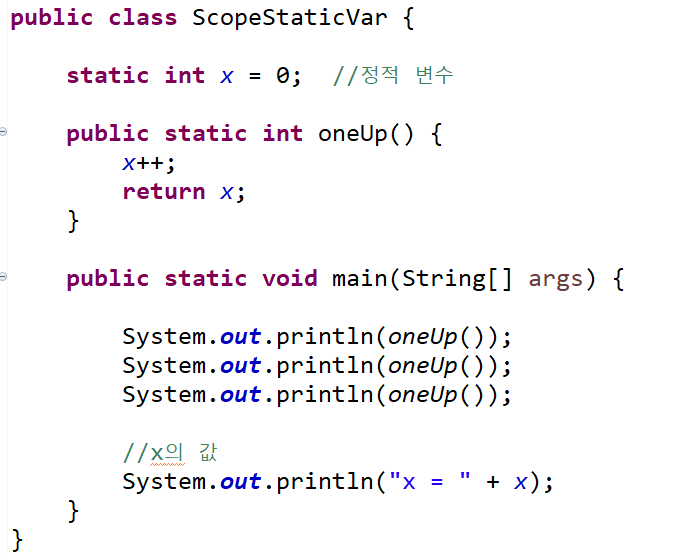 public class ScopeStaticVar {
static int x = 0;  //정적 변수
public static int oneUp() {
x++;
return x;
}
public static void main(String[] args) {
System.out.println(oneUp());
System.out.println(oneUp());
System.out.println(oneUp());
//x의 값
System.out.println("x = " + x);
}
}